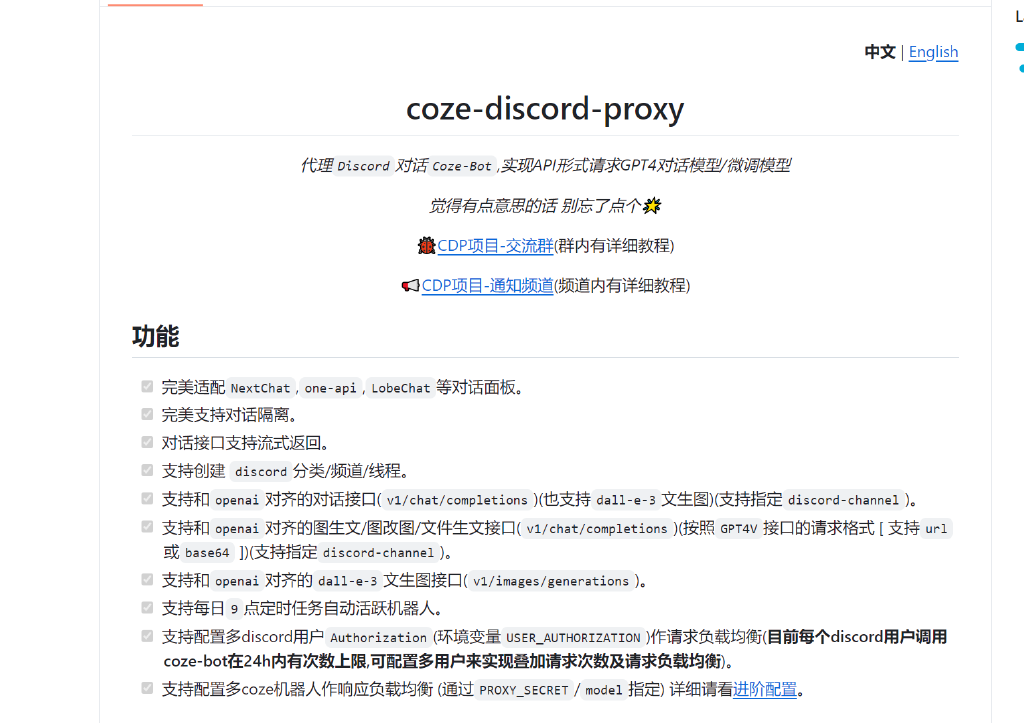 中文 | English
coze-discord-proxy
代理 Discord 对话 Coze-Bot ,实现API形式请求GPT4对话模型/微调模型
觉得有点意思的话 别忘了点个
CDP项目-交流群(群内有详细教程)
CDP项目-通知频道(频道内有详细教程)
功能
完美适配 NextChat , one-api , LobeChat 等对话面板。
完美支持对话隔离。
对话接口支持流式返回。
支持创建 discord 分类/频道/线程。
支持和 openai 对齐的对话接口( v1/chat/completions )(也支持 dall-e-3 文生图)(支持指定 discord-channel )。
支持和 openai 对齐的图生文/图改图/文件生文接口( v1/chat/completions )(按照 GPT4V 接口的请求格式 [ 支持 url
或 base64 ])(支持指定 discord-channel )。
支持和 openai 对齐的 dall-e-3 文生图接口( v1/images/generations )。
支持每日 9 点定时任务自动活跃机器人。
支持配置多discord用户 Authorization (环境变量 USER_AUTHORIZATION )作请求负载均衡(目前每个discord用户调用
coze-bot在24h内有次数上限,可配置多用户来实现叠加请求次数及请求负载均衡)。
支持配置多coze机器人作响应负载均衡 (通过 PROXY_SECRET / model 指定) 详细请看进阶配置。